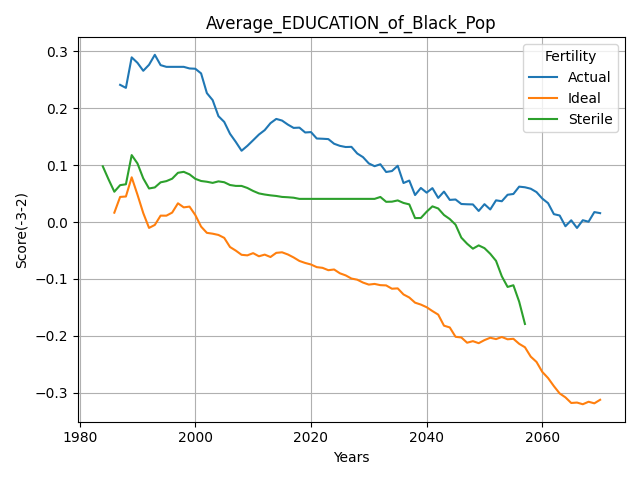 Average_EDUCATION_of_Black_Pop
Fertility
Actual
Ideal
Sterile
Score(-3-2)
0.3
0.2
0.1
0.0
−0.1
−0.2
−0.3
1980
2000
2020
2040
2060
Years